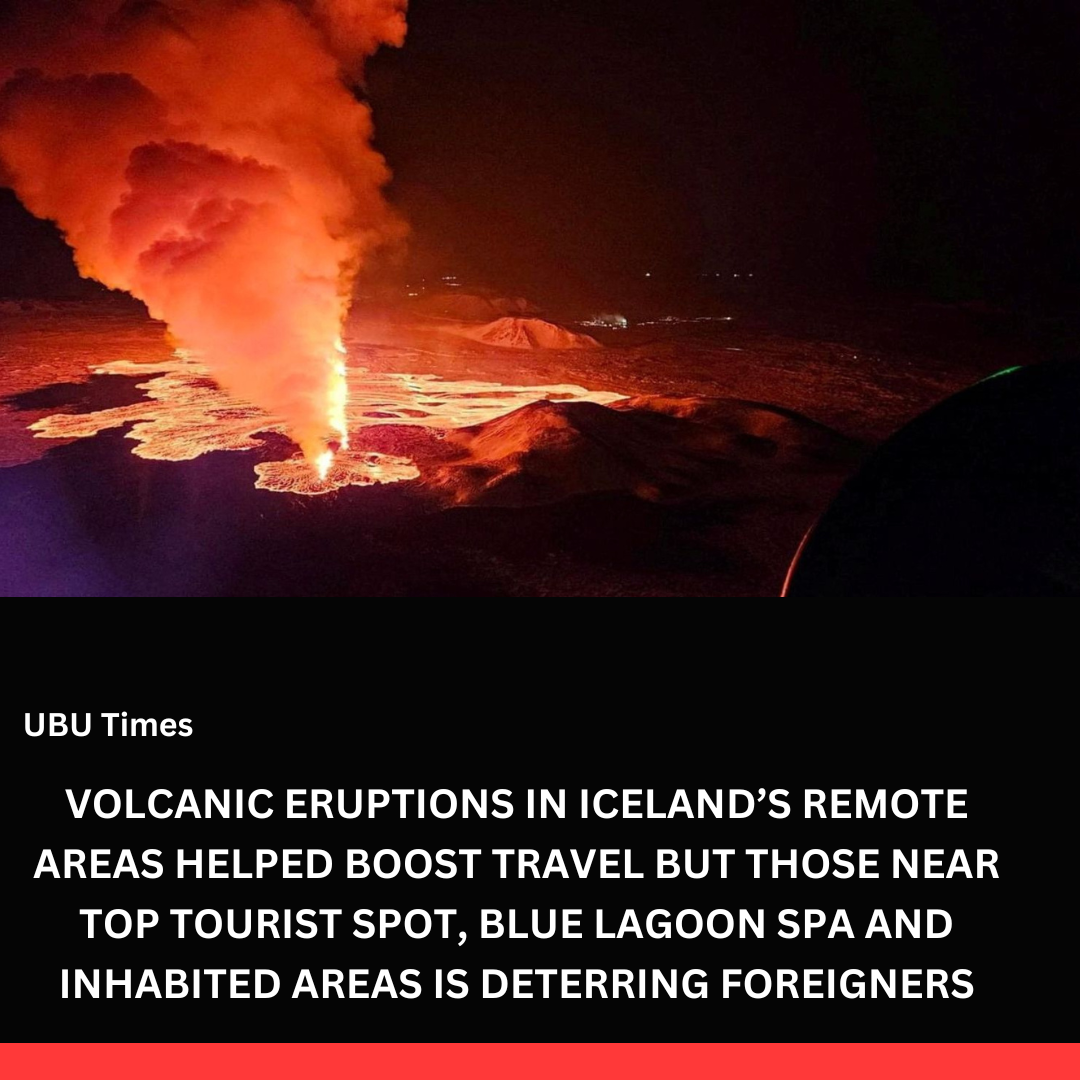 UBU Times
VOLCANIC ERUPTIONS IN ICELAND’S REMOTE
AREAS HELPED BOOST TRAVEL BUT THOSE NEAR
TOP TOURIST SPOT, BLUE LAGOON SPA AND
INHABITED AREAS IS DETERRING FOREIGNERS